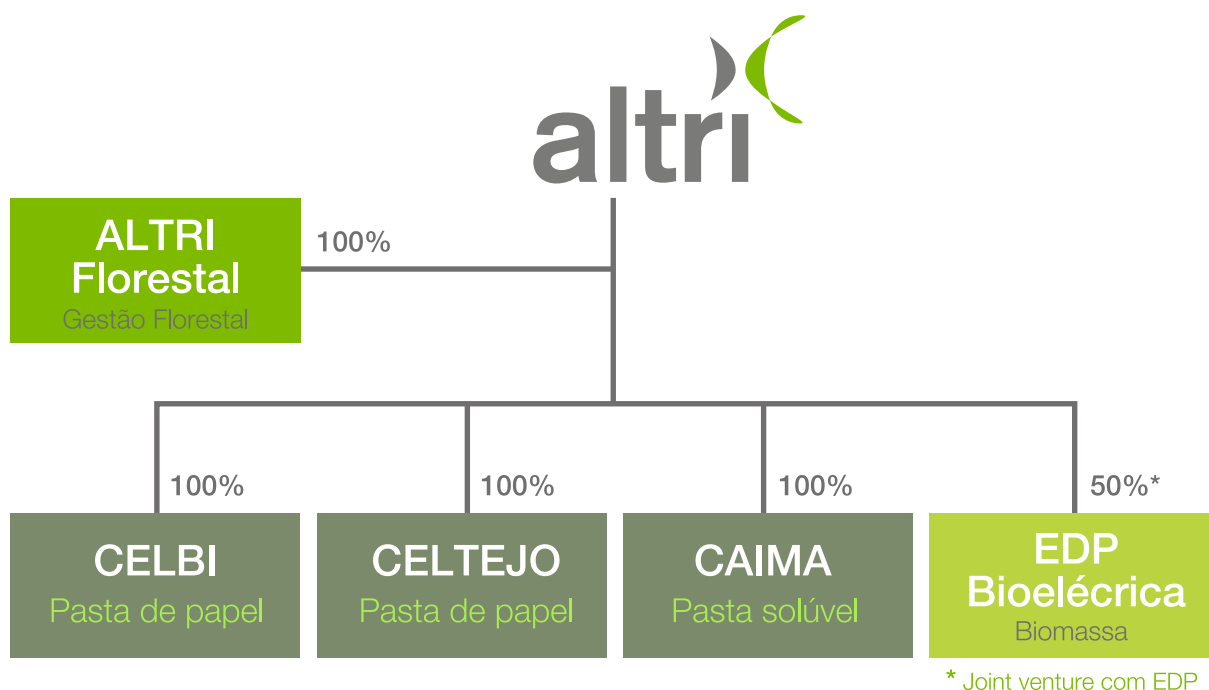 altri
ALTRI
Florestal
Gestão Florestal
100%
100%
100%
100%
50%*
CELBI
Pasta de papel
CELTEJO
Pasta de papel
CAIMA
Pasta solúvel
EDP
Bioelécrica
Biomassa
* Joint venture com EDP